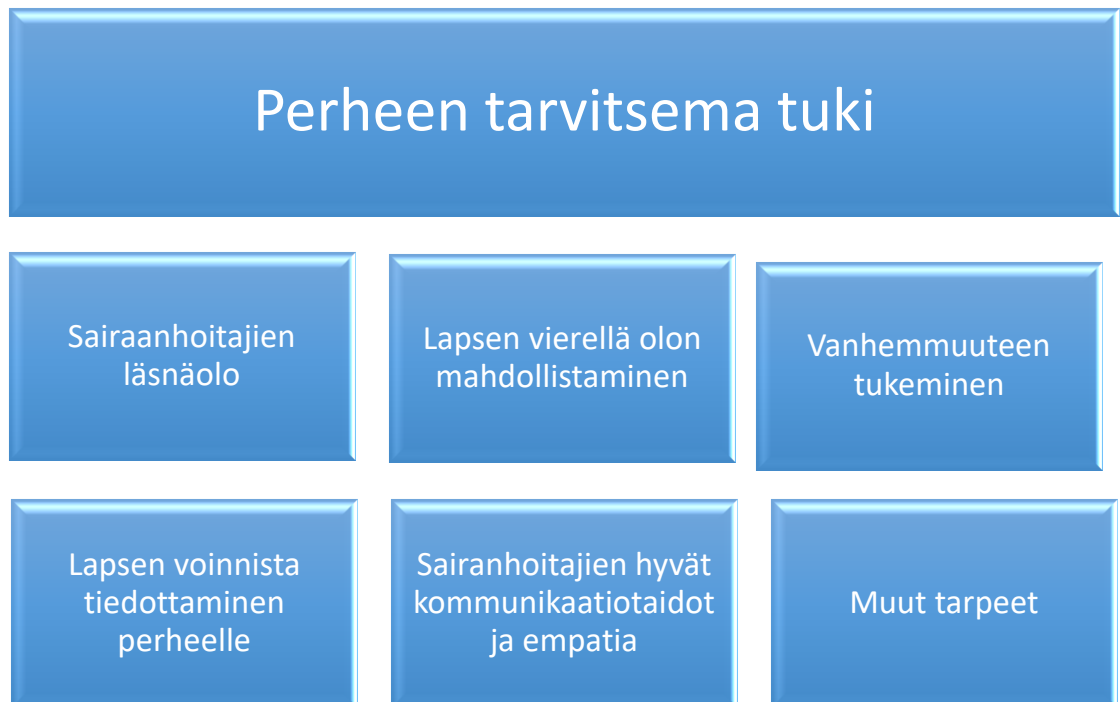 Perheen tarvitsema tuki
Sairaanhoitajien
läsnäolo
Lapsen vierellä olon
mahdollistaminen
Vanhemmuuteen
tukeminen
Lapsen voinnista
tiedottaminen
perheelle
Sairanhoitajien hyvät
kommunikaatiotaidot
ja empatia
Muut tarpeet